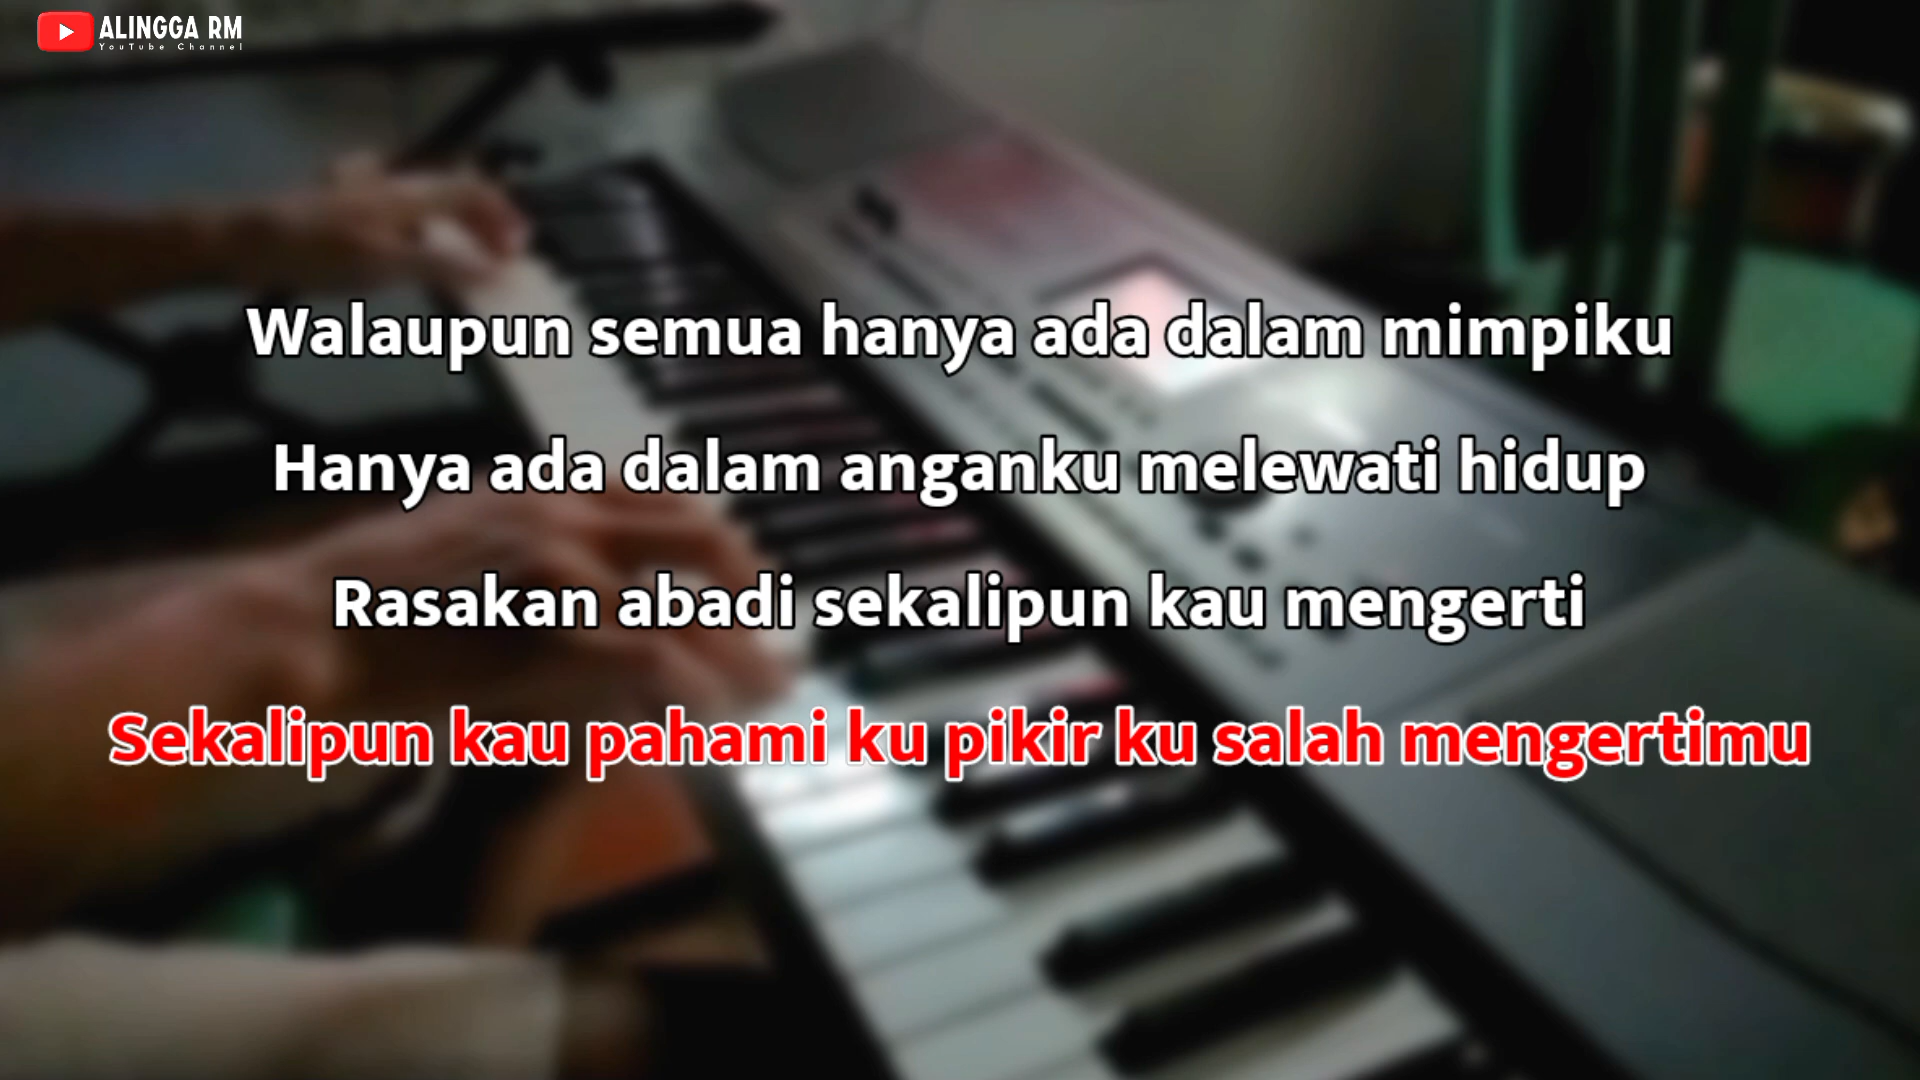 ALINGGA RM
YouTube Channel
Walaupun semua hanya ada dalam mimpiku
Hanya ada dalam anganku melewati hidup
Rasakan abadi sekalipun kau mengerti
Sekalipun kau pahami ku pikir ku salah mengertimu